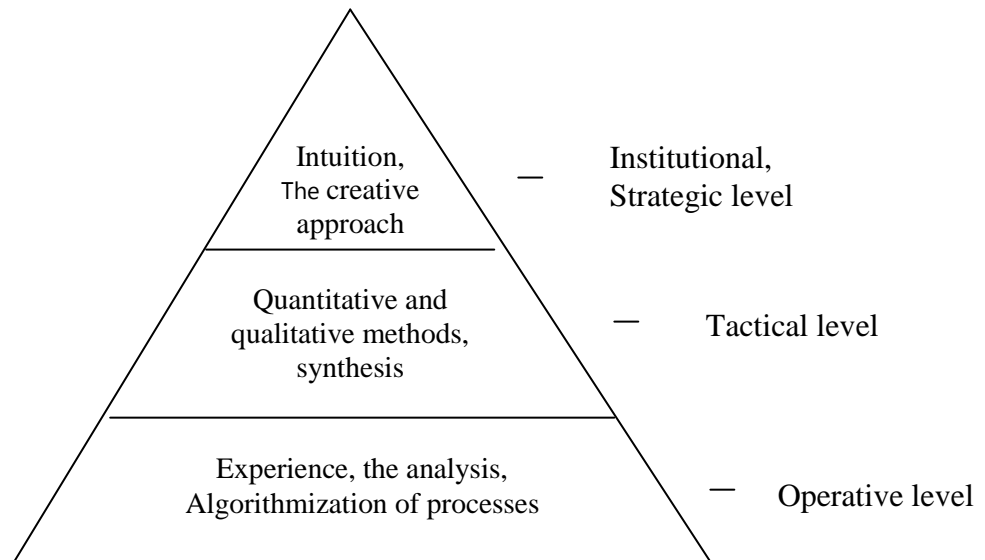 Intuition,
The creative
approach
— Institutional,
Strategic level
Quantitative and
qualitative methods,
synthesis
— Tactical level
Experience, the analysis,
Algorithmization of processes
— Operative level